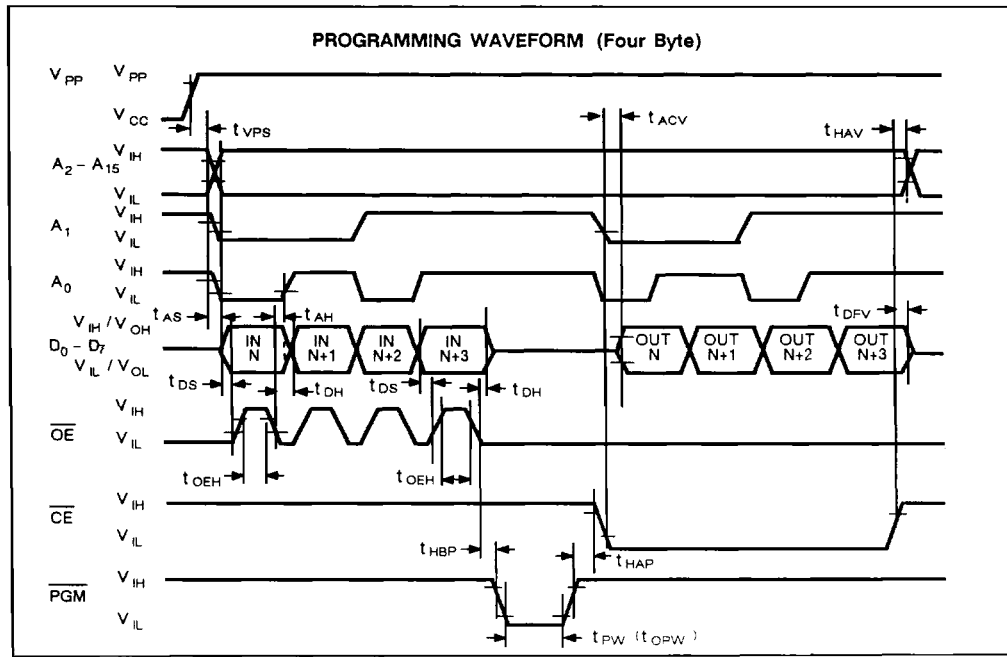 PROGRAMMING WAVEFORM (Four Byte)
VPP VPP
VCC
tVPS tACV tHAV
A2 – A15 VIH
VIL
A1 VIH
VIL
A0 VIH
VIL
tAS tAH tDFV
VIH / VOH
D0 – D7
VIL / VOL
IN N
IN N+1
IN N+2
IN N+3
OUT N
OUT N+1
OUT N+2
OUT N+3
tDS tDH tDS tDH
OE VIH
VIL
tOEH tOEH
CE VIH
VIL
tHBP tHAP
PGM VIH
VIL
tPW (tOPW)